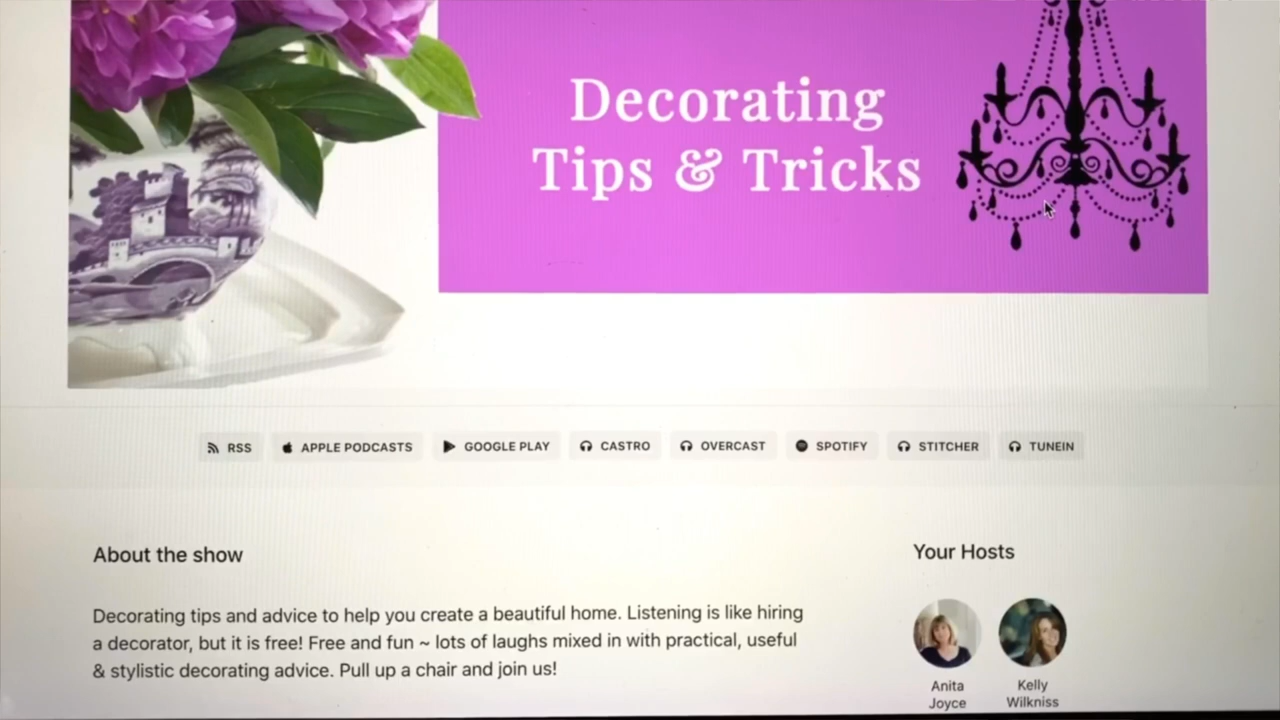 Decorating
Tips & Tricks
RSS
APPLE PODCASTS
GOOGLE PLAY
CASTRO
OVERCAST
SPOTIFY
STITCHER
TUNEIN
About the show
Decorating tips and advice to help you create a beautiful home. Listening is like hiring
a decorator, but it is free! Free and fun ~ lots of laughs mixed in with practical, useful
& stylistic decorating advice. Pull up a chair and join us!
Your Hosts
Anita
Joyce
Kelly
Wilkniss